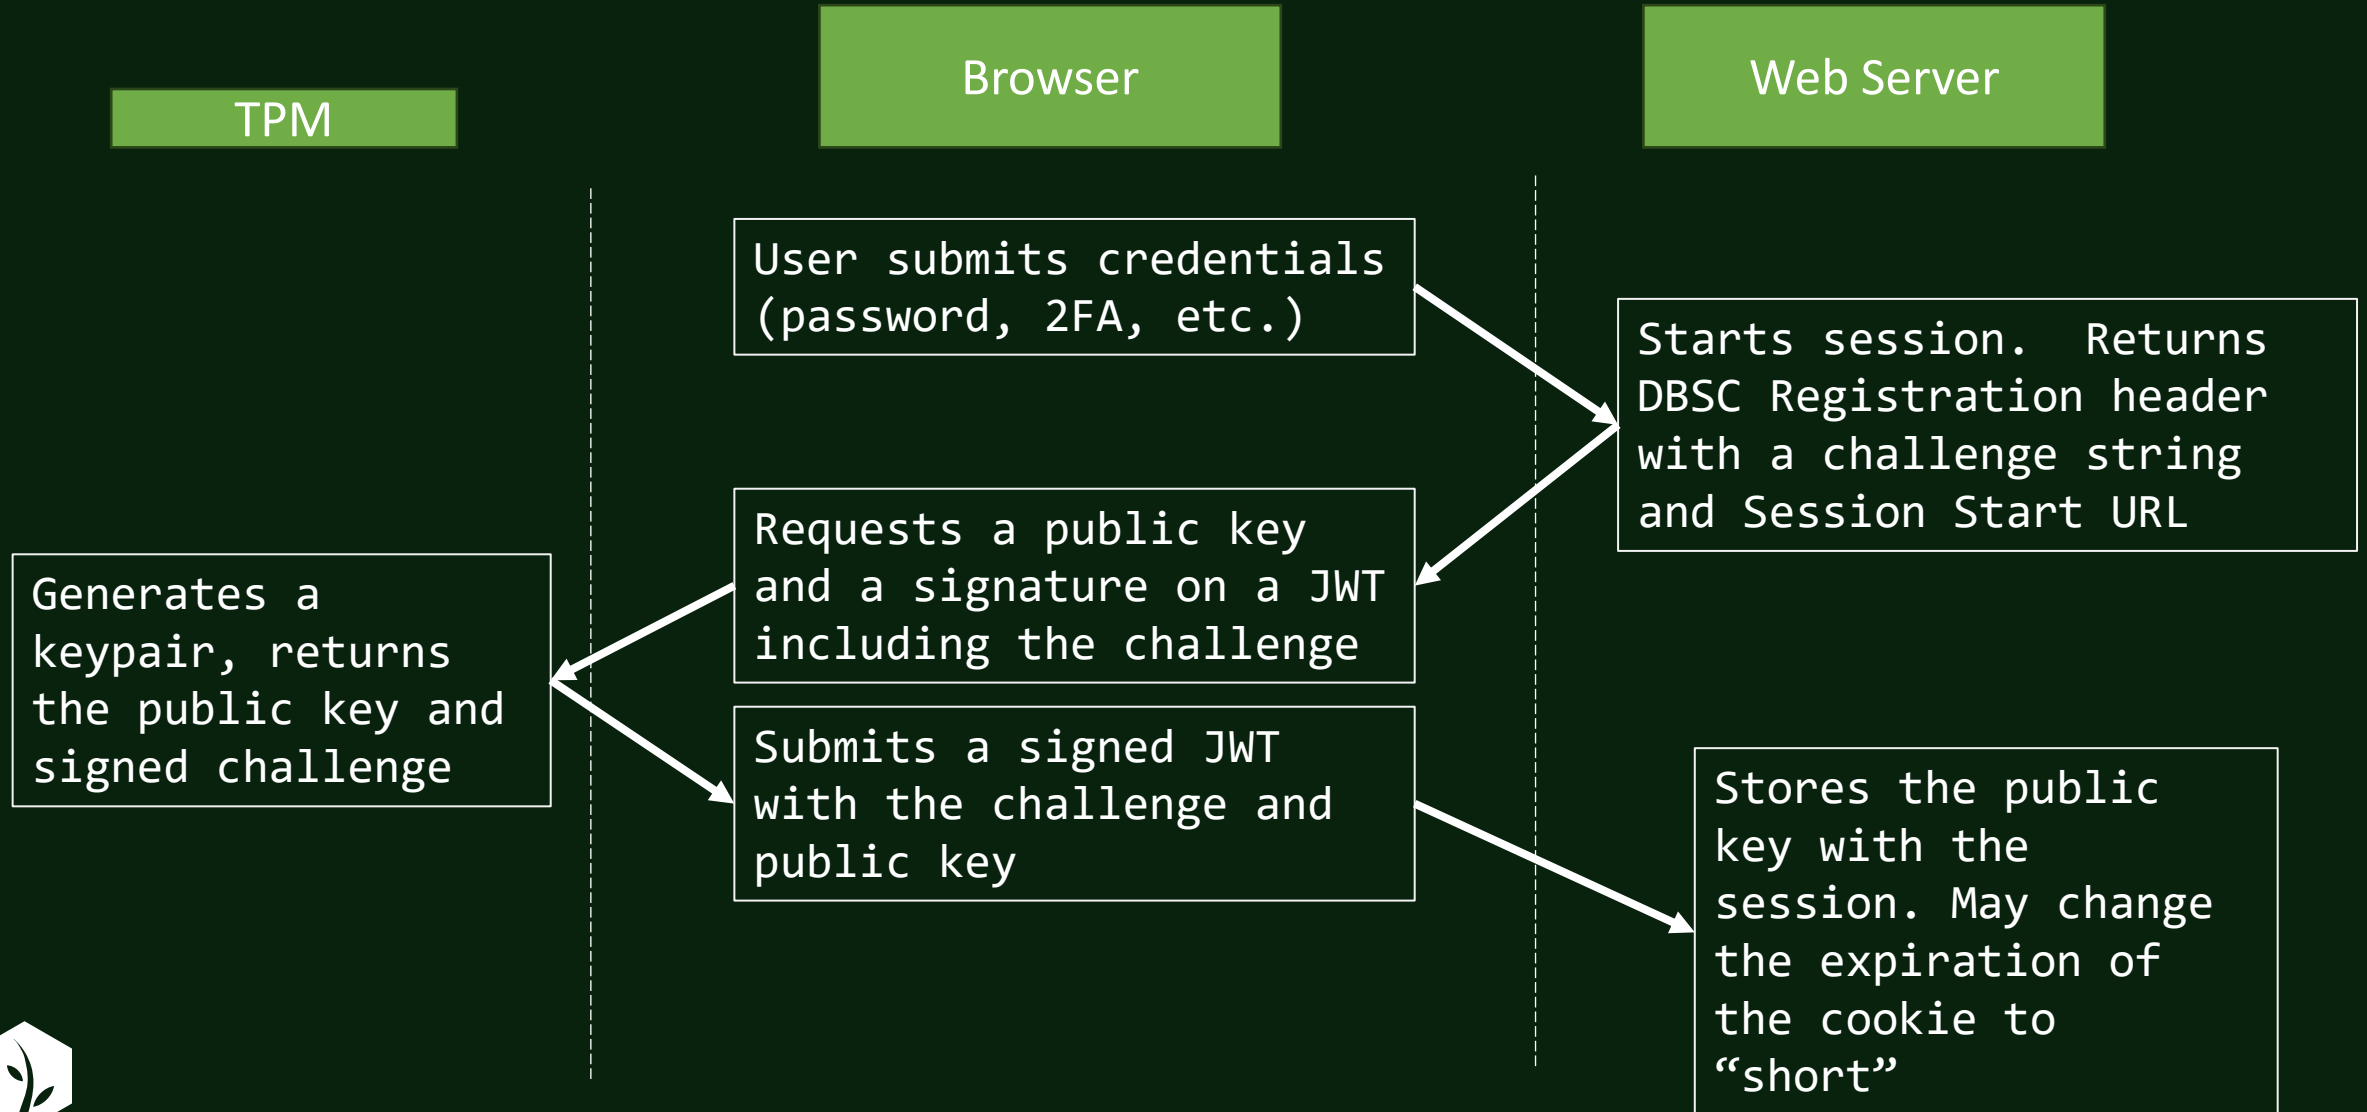 TPM
Browser
Web Server
User submits credentials
(password, 2FA, etc.)
Starts session.  Returns
DBSC Registration header
with a challenge string
and Session Start URL
Requests a public key
and a signature on a JWT
including the challenge
Generates a
keypair, returns
the public key and
signed challenge
Submits a signed JWT
with the challenge and
public key
Stores the public
key with the
session. May change
the expiration of
the cookie to
“short”